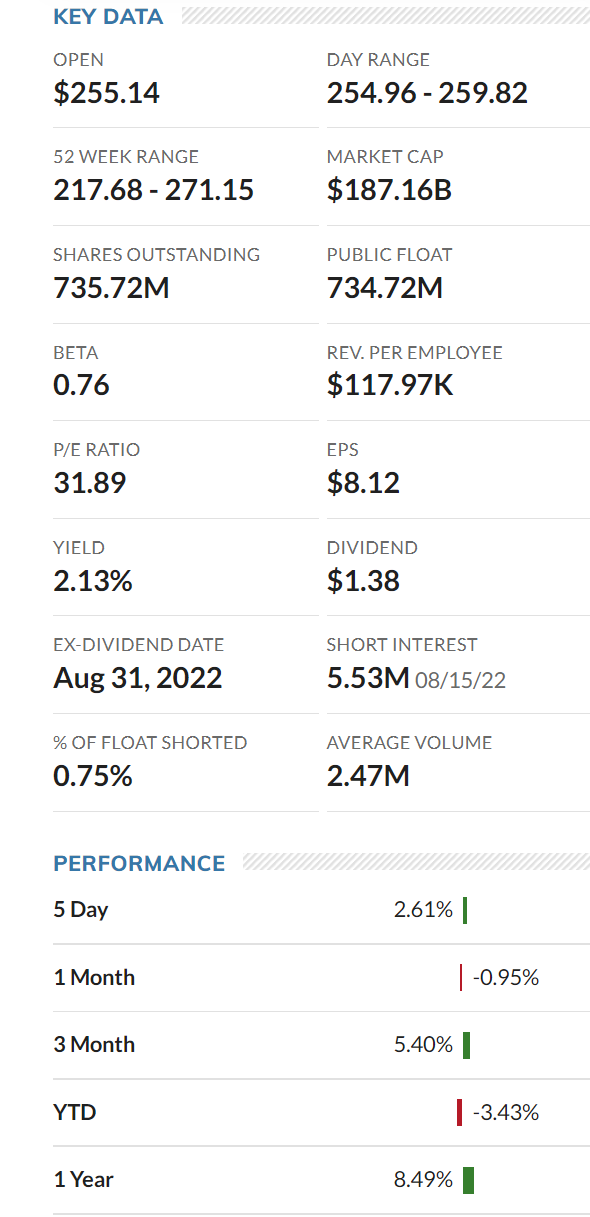 KEY DATA
OPEN
$255.14
DAY RANGE
254.96 - 259.82
52 WEEK RANGE
217.68 - 271.15
MARKET CAP
$187.16B
SHARES OUTSTANDING
735.72M
PUBLIC FLOAT
734.72M
BETA
0.76
REV. PER EMPLOYEE
$117.97K
P/E RATIO
31.89
EPS
$8.12
YIELD
2.13%
DIVIDEND
$1.38
EX-DIVIDEND DATE
Aug 31, 2022
SHORT INTEREST
5.53M 08/15/22
% OF FLOAT SHORTED
0.75%
AVERAGE VOLUME
2.47M
PERFORMANCE
5 Day 2.61%
1 Month -0.95%
3 Month 5.40%
YTD -3.43%
1 Year 8.49%